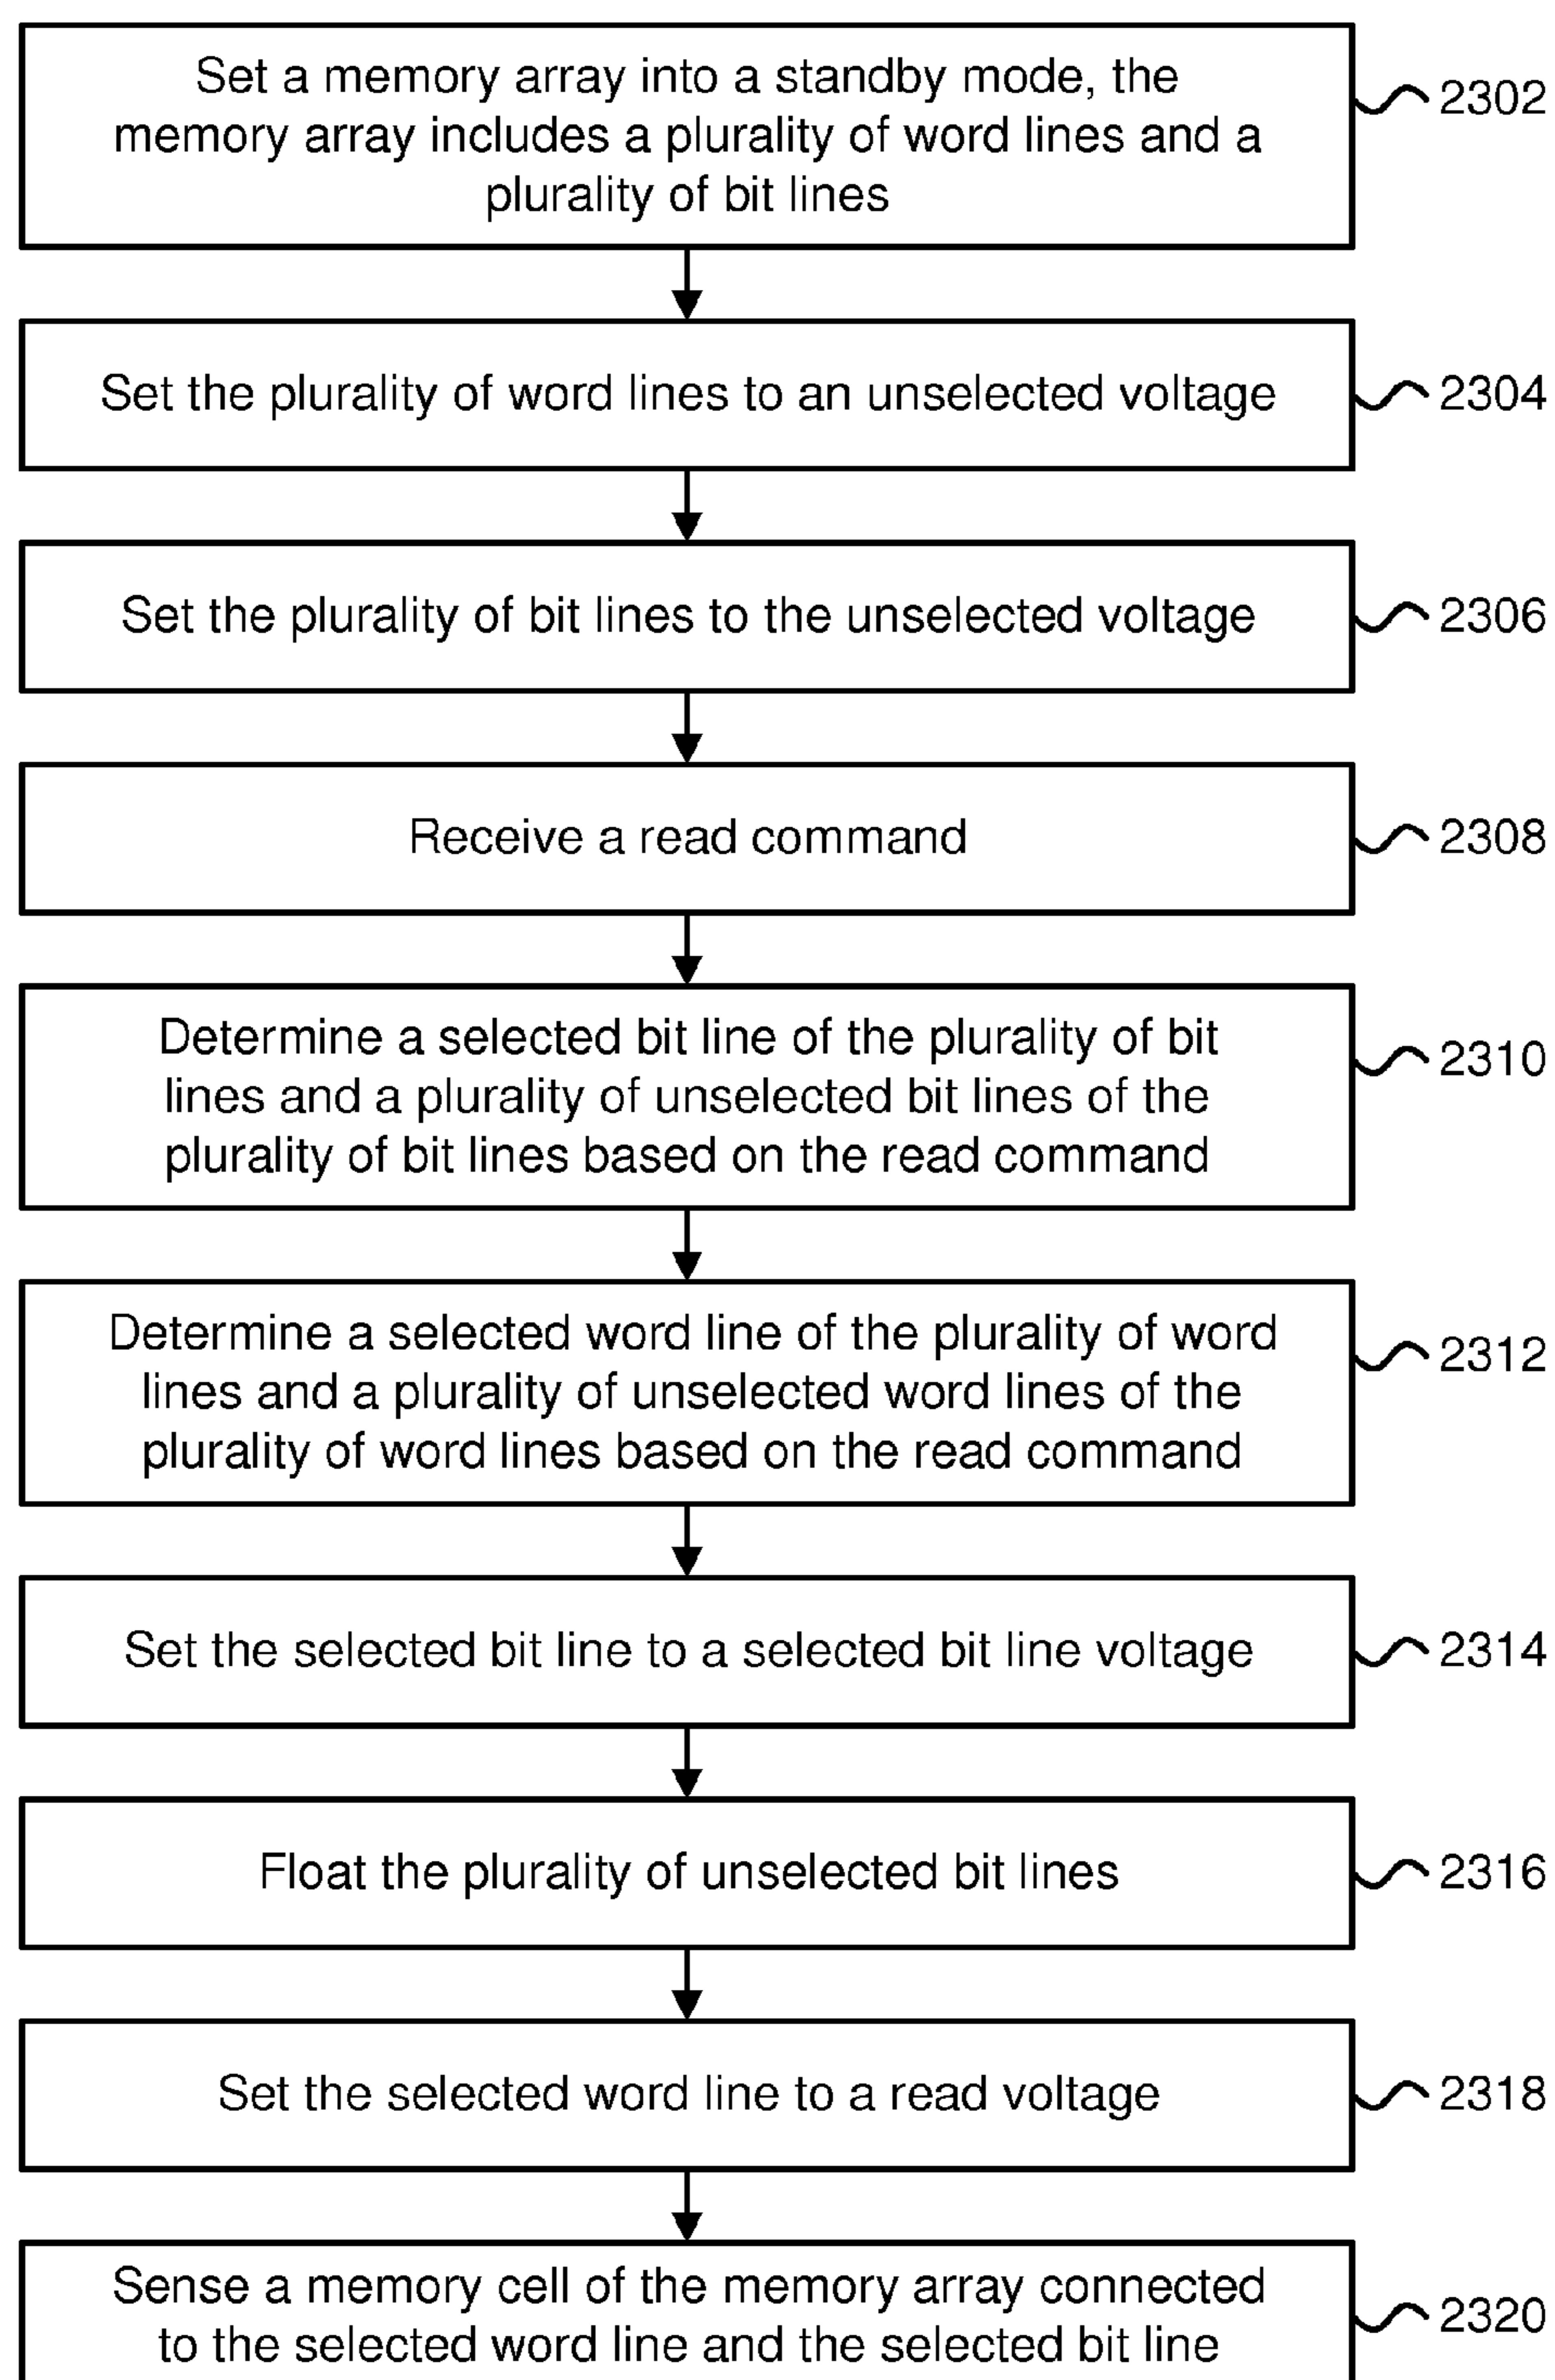 Set a memory array into a standby mode, the
memory array includes a plurality of word lines and a
plurality of bit lines
2302
Set the plurality of word lines to an unselected voltage
2304
Set the plurality of bit lines to the unselected voltage
2306
Receive a read command
2308
Determine a selected bit line of the plurality of bit
lines and a plurality of unselected bit lines of the
plurality of bit lines based on the read command
2310
Determine a selected word line of the plurality of word
lines and a plurality of unselected word lines of the
plurality of word lines based on the read command
2312
Set the selected bit line to a selected bit line voltage
2314
Float the plurality of unselected bit lines
2316
Set the selected word line to a read voltage
2318
Sense a memory cell of the memory array connected
to the selected word line and the selected bit line
2320